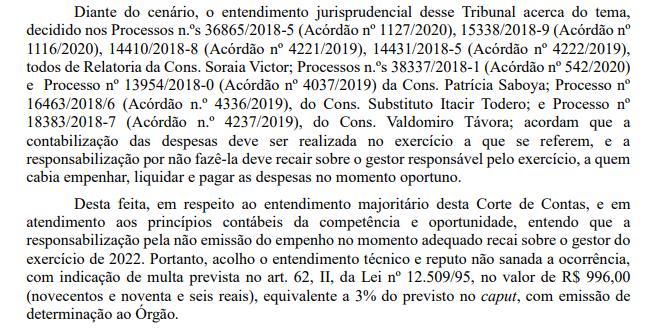 Diante do cenário, o entendimento jurisprudencial desse Tribunal acerca do tema,
decidido nos Processos n.ºs 36865/2018-5 (Acórdão nº 1127/2020), 15338/2018-9 (Acórdão nº
1116/2020), 14410/2018-8 (Acórdão nº 4221/2019), 14431/2018-5 (Acórdão nº 4222/2019),
todos de Relatoria da Cons. Soraia Victor; Processos n.ºs 38337/2018-1 (Acórdão nº 542/2020)
e Processo nº 13954/2018-0 (Acórdão nº 4037/2019) da Cons. Patrícia Saboya; Processo nº
16463/2018/6 (Acórdão n.º 4336/2019), do Cons. Substituto Itacir Todero; e Processo nº
18383/2018-7 (Acórdão n.º 4237/2019), do Cons. Valdomiro Távora; acordam que a
contabilização das despesas deve ser realizada no exercício a que se referem, e a
responsabilização por não fazê-la deve recair sobre o gestor responsável pelo exercício, a quem
cabia empenhar, liquidar e pagar as despesas no momento oportuno.
Desta feita, em respeito ao entendimento majoritário desta Corte de Contas, e em
atendimento aos princípios contábeis da competência e oportunidade, entendo que a
responsabilização pela não emissão do empenho no momento adequado recai sobre o gestor do
exercício de 2022. Portanto, acolho o entendimento técnico e reputo não sanada a ocorrência,
com indicação de multa prevista no art. 62, II, da Lei nº 12.509/95, no valor de R$ 996,00
(novecentos e noventa e seis reais), equivalente a 3% do previsto no caput, com emissão de
determinação ao Órgão.